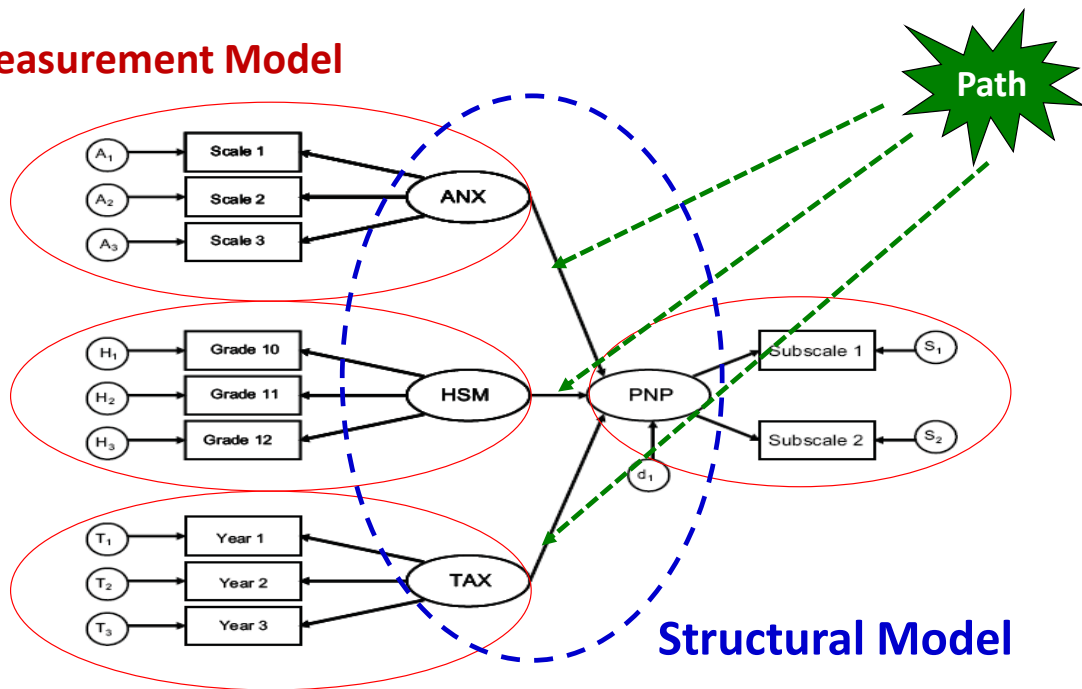 easurement Model
Path
A1
Scale 1
A2
Scale 2
A3
Scale 3
ANX
H1
Grade 10
H2
Grade 11
H3
Grade 12
HSM
PNP
Subscale 1
S1
Subscale 2
S2
d1
T1
Year 1
T2
Year 2
T3
Year 3
TAX
Structural Model